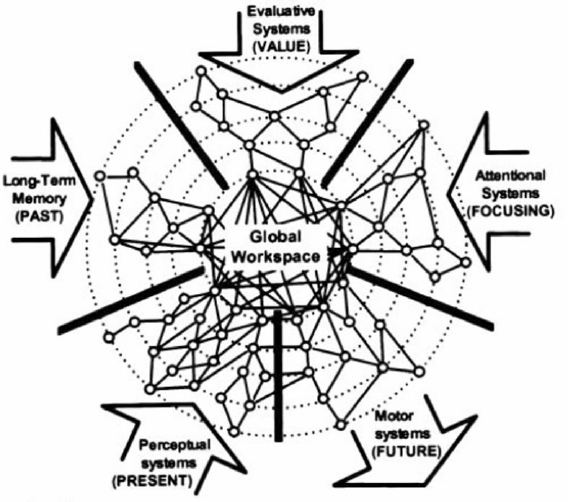 Evaluative
Systems
(VALUE)
Long-Term
Memory
(PAST)
Attentional
Systems
(FOCUSING)
Global
Workspace
Perceptual
systems
(PRESENT)
Motor
systems
(FUTURE)